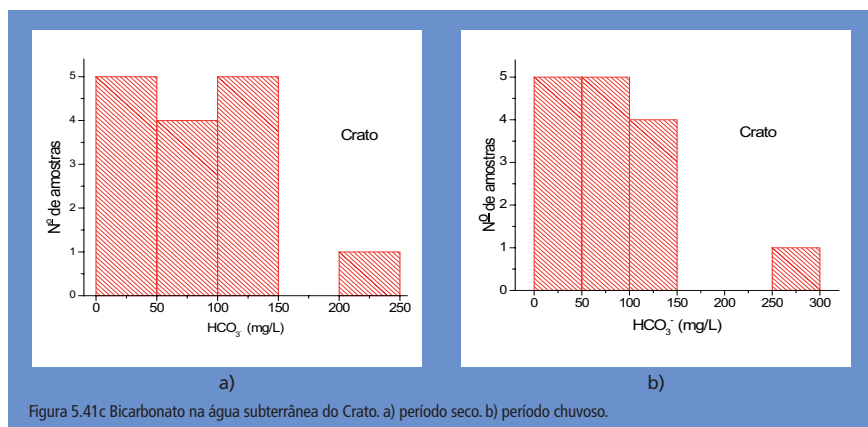 5
4
3
2
1
0
Nº de amostras
Crato
0 50 100 150 200 250
HCO3- (mg/L)
a)
5
4
3
2
1
0
Nº de amostras
Crato
0 50 100 150 200 250 300
HCO3- (mg/L)
b)
Figura 5.41c Bicarbonato na água subterrânea do Crato. a) período seco. b) período chuvoso.